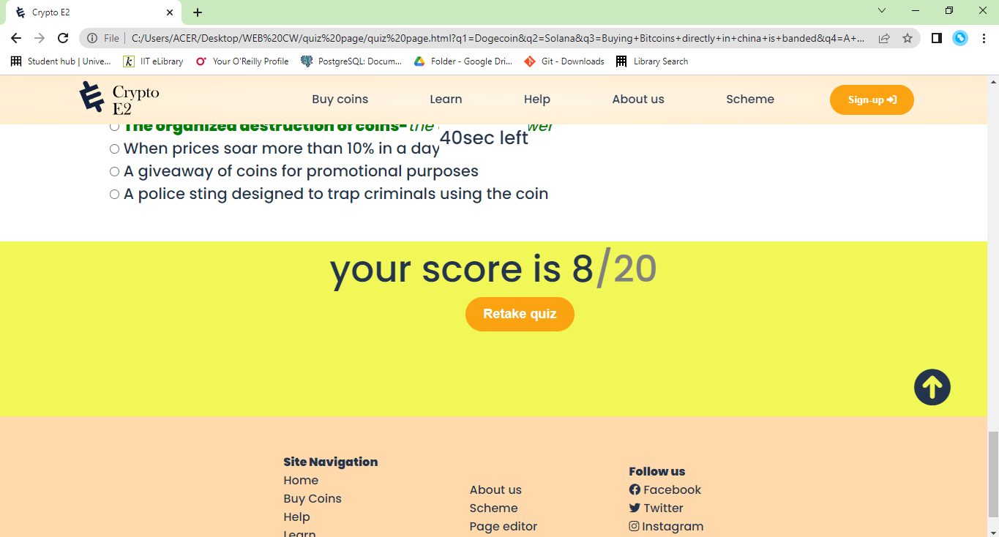 Crypto E2
File C:/Users/ACER/Desktop/WEB%20CW/quiz%20page/quiz%20page.html?q1=Dogecoin&q2=Solana&q3=Buying+Bitcoins+directly+in+china+is+banded&q4=A+...
Student hub | Unive... IIT eLibrary Your O'Reilly Profile PostgreSQL: Docum... Folder - Google Dri... Git - Downloads Library Search
Crypto
E2
Buy coins Learn Help About us Scheme Sign-up
The organized destruction of coins- the
40sec left
When prices soar more than 10% in a day
A giveaway of coins for promotional purposes
A police sting designed to trap criminals using the coin
your score is 8/20
Retake quiz
Site Navigation
Home
Buy Coins
Help
Learn
About us
Scheme
Page editor
Follow us
Facebook
Twitter
Instagram